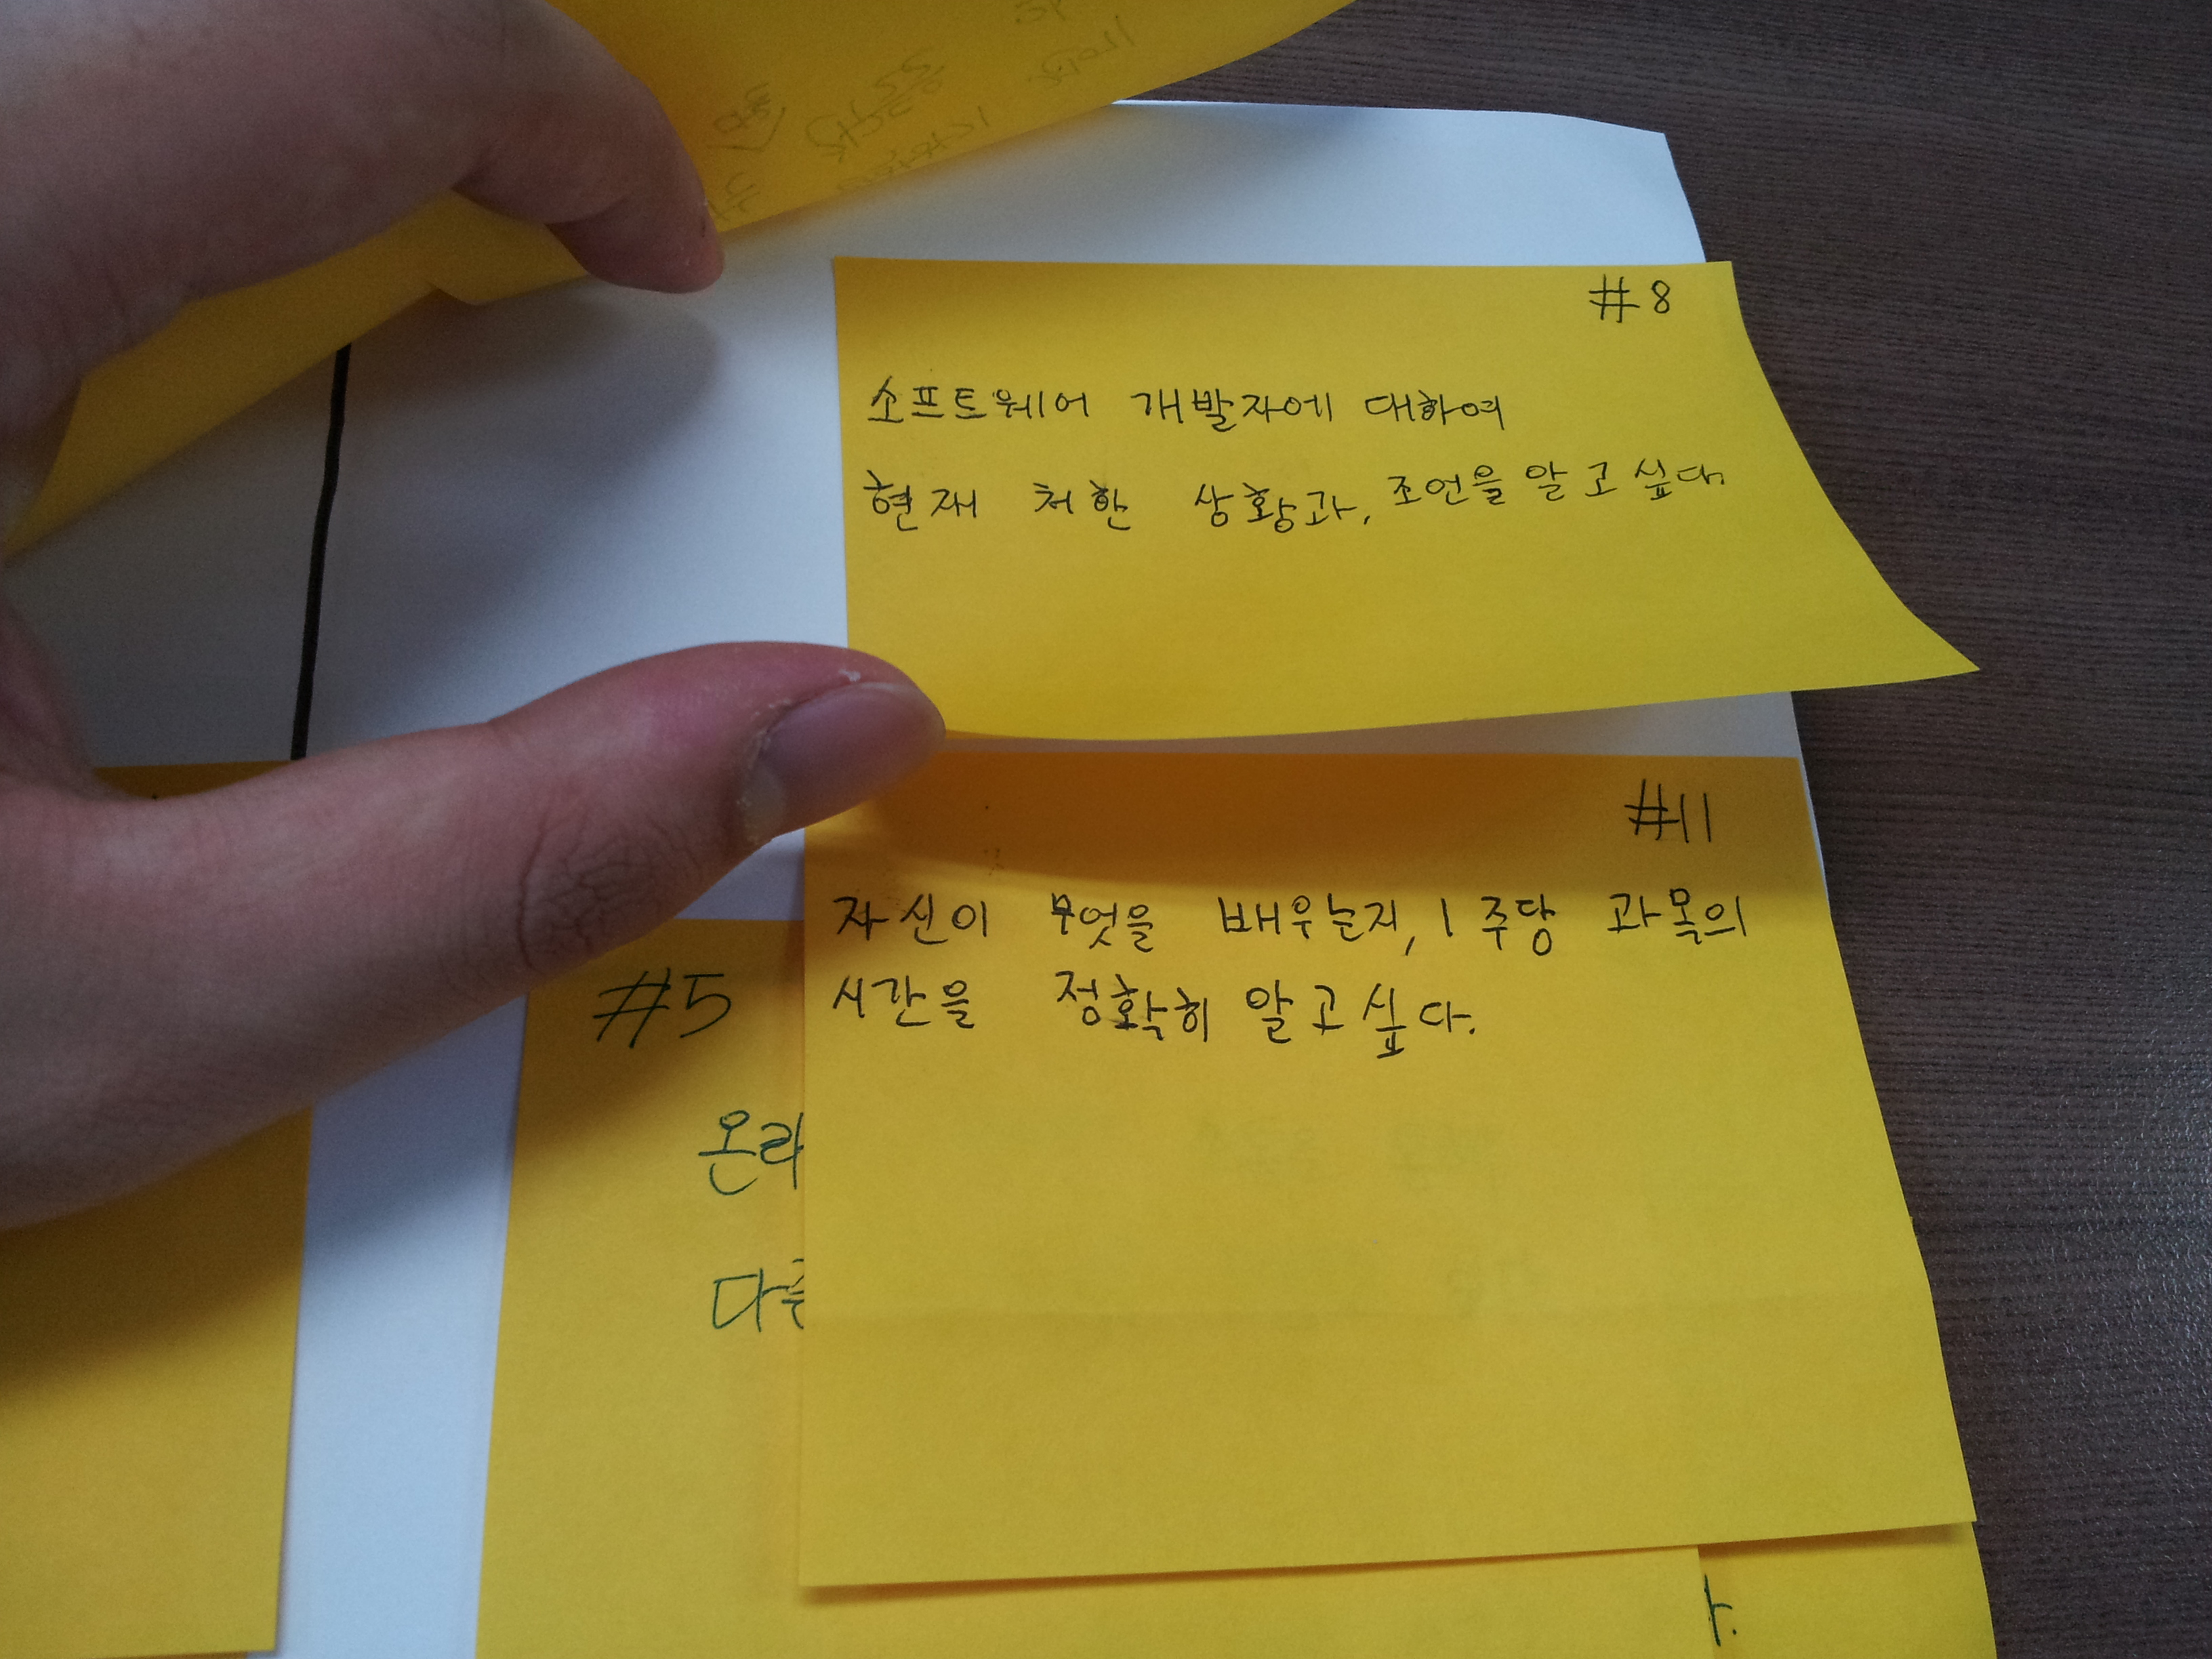 #8
소프트웨어 개발자에 대하여
현재 처한 상황과, 조언을 알고싶다.
#11
자신이 무엇을 배우는지, 1주당 과목의
시간을 정확히 알고싶다.
#5
온라
다른